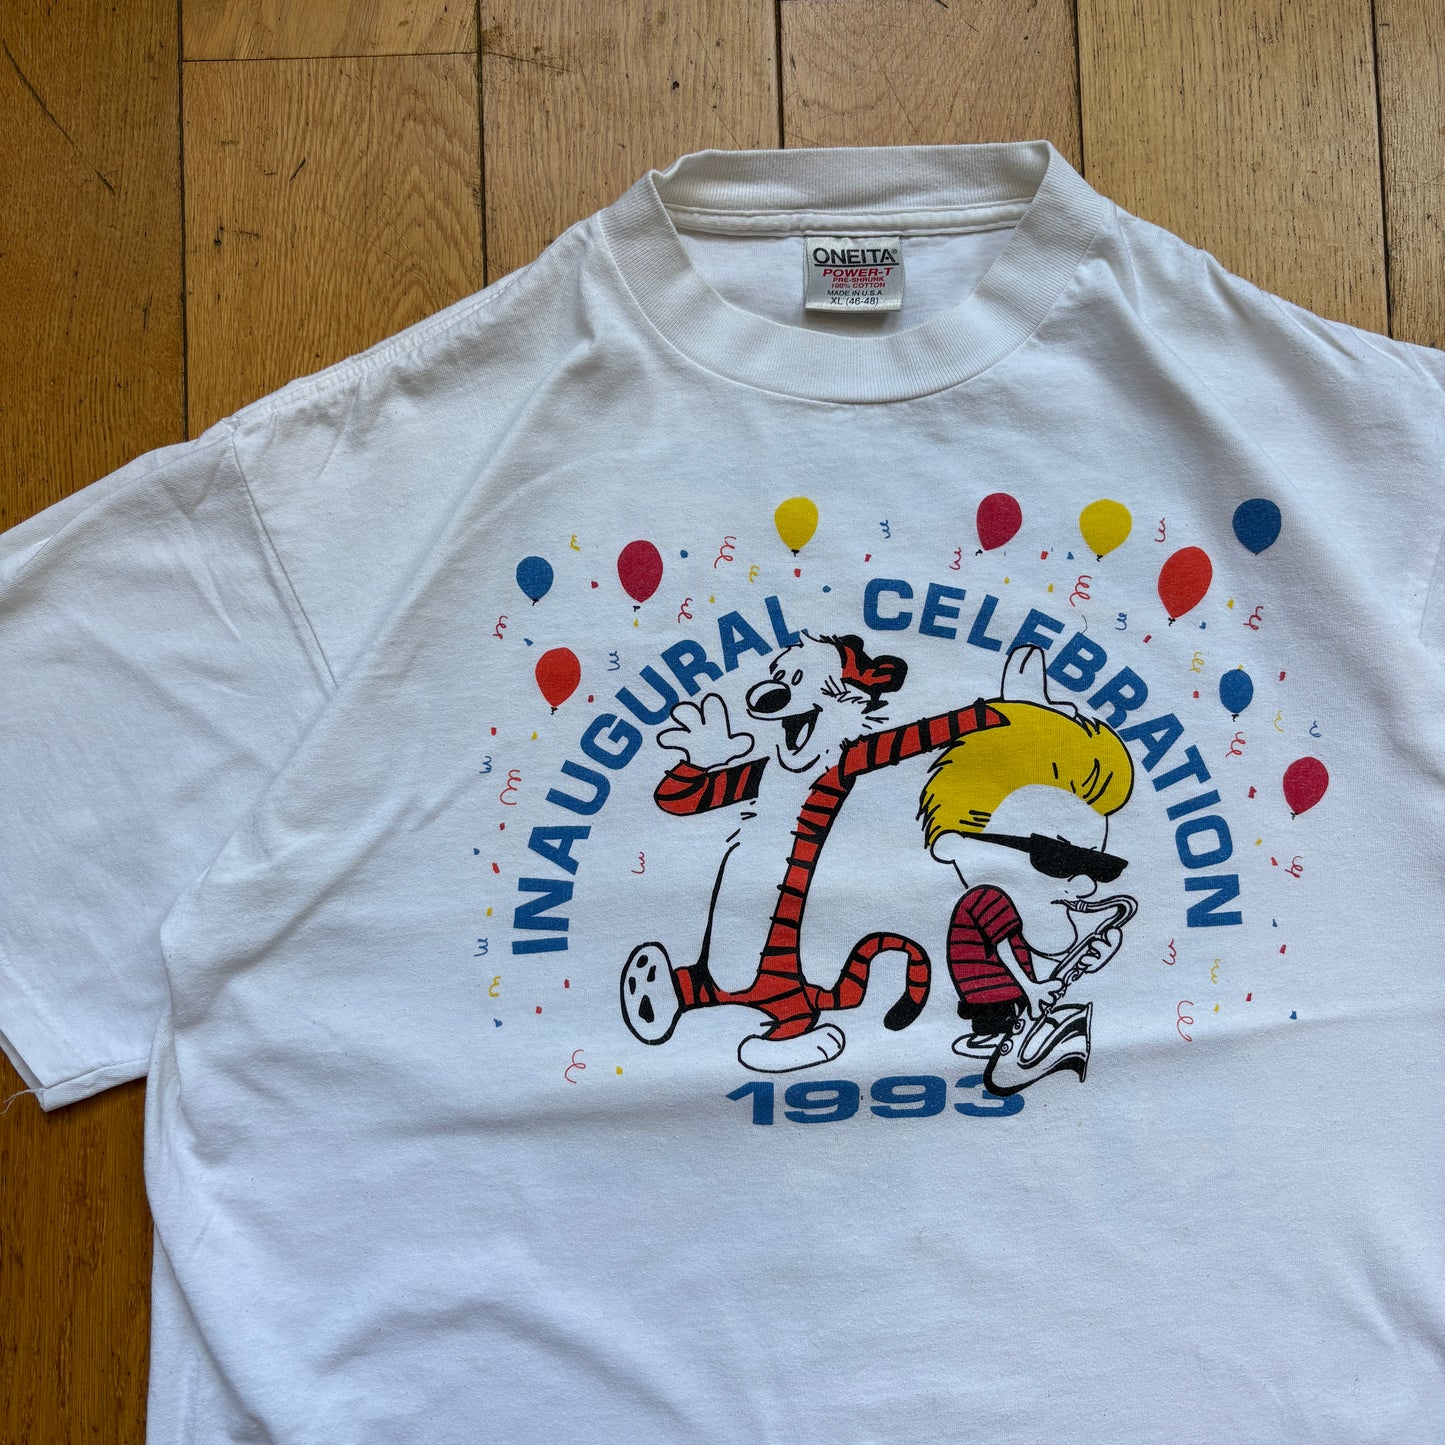 ONEITA®
POWER-T
PRE-SHRUNK
100% COTTON
MADE IN U.S.A.
XL (46-48)
INAUGURAL CELEBRATION
1993